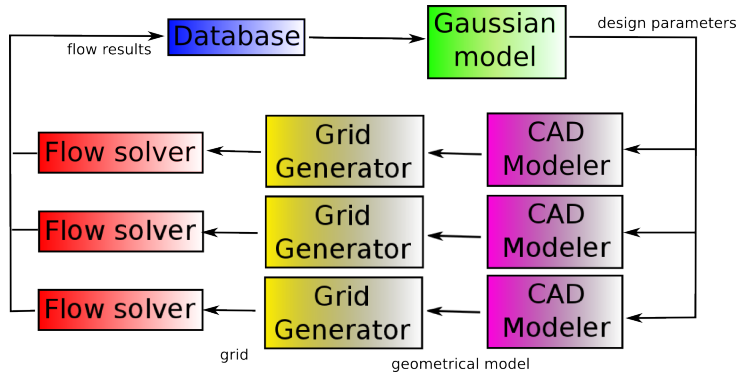 design parameters
Gaussian
model
Database
flow results
Flow solver
Grid
Generator
CAD
Modeler
Flow solver
Grid
Generator
CAD
Modeler
Flow solver
Grid
Generator
CAD
Modeler
grid
geometrical model